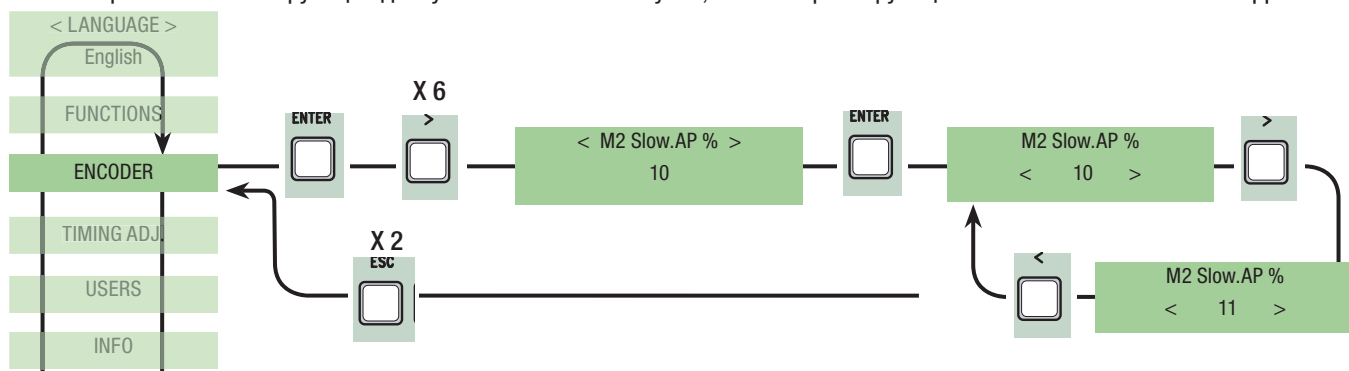 < LANGUAGE >
English
FUNCTIONS
ENCODER
TIMING ADJ.
USERS
INFO
ENTER
X 6
>
< M2 Slow.AP % >
10
ENTER
M2 Slow.AP %
< 10 >
>
X 2
ESC
<
M2 Slow.AP %
< 11 >